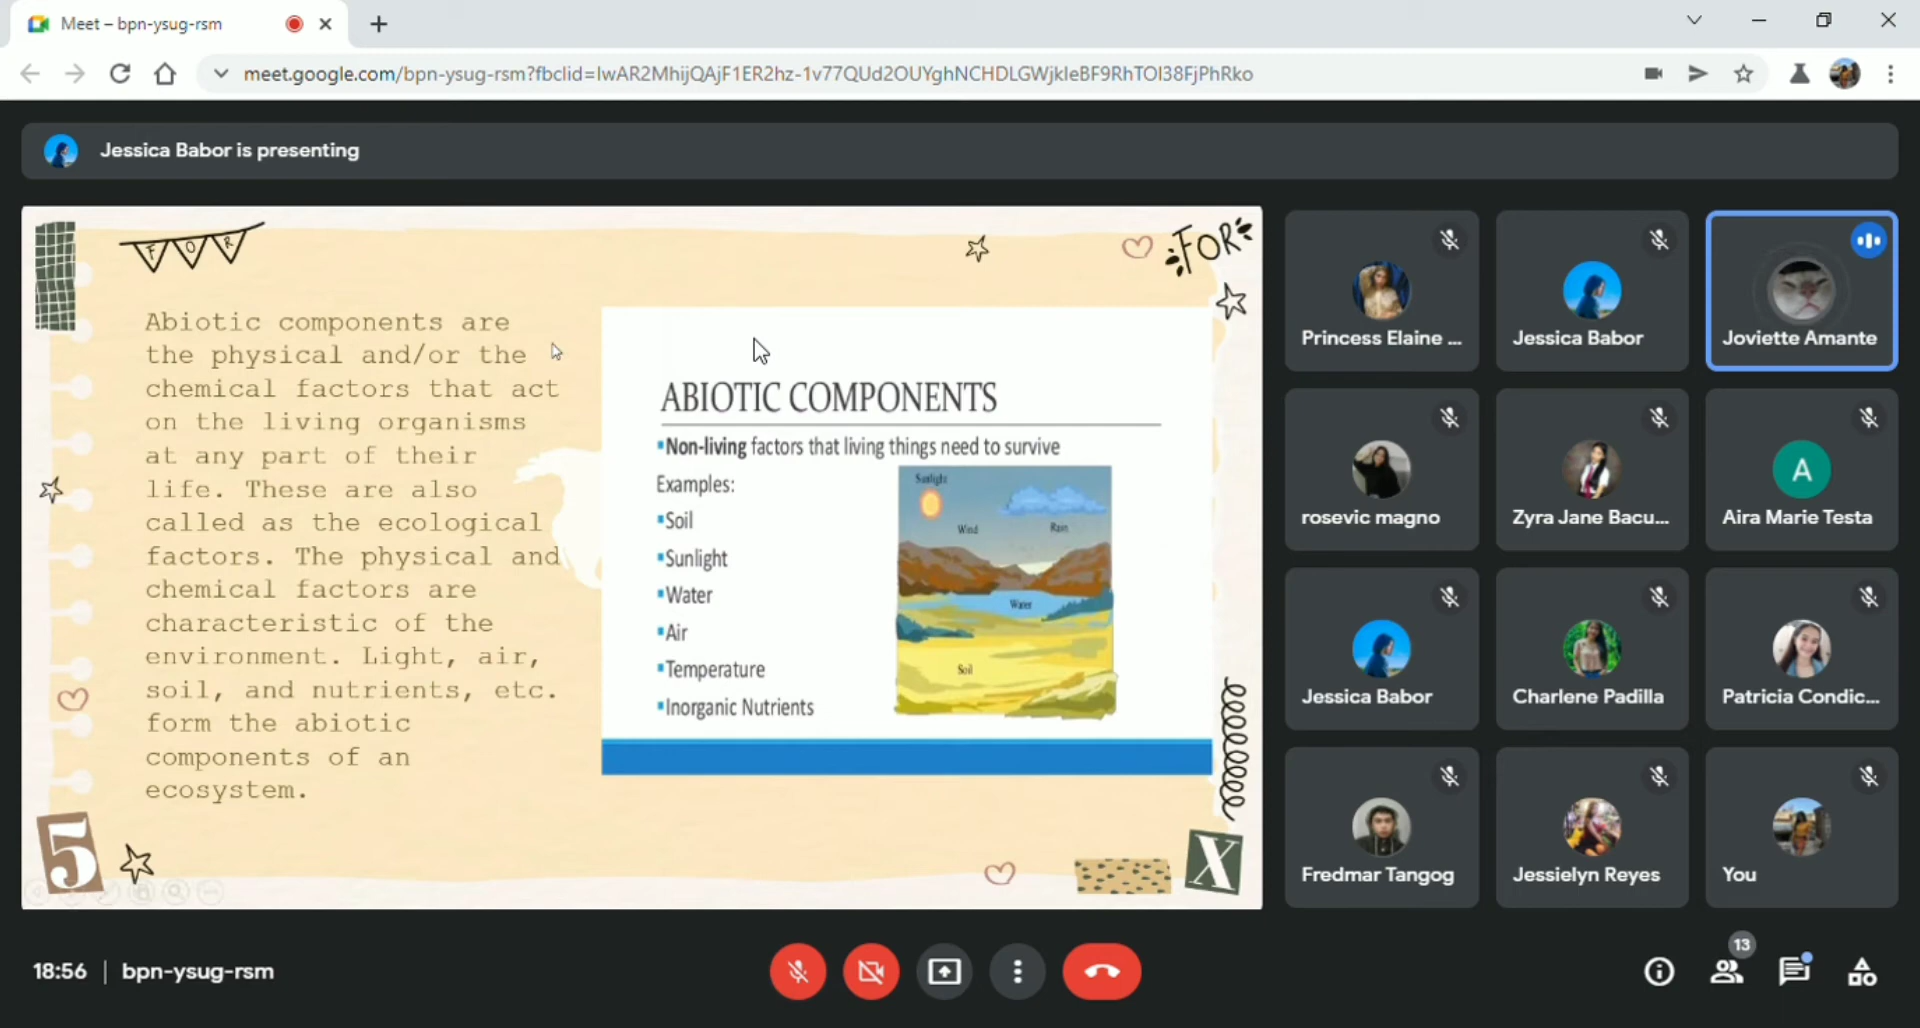 Meet – bpn-ysug-rsm
meet.google.com/bpn-ysug-rsm?fbclid=IwAR2MhijQAjF1ER2hz-1v77QUd2OUYghNCHDLGWjkleBF9RhTOI38FjPhRko
Jessica Babor is presenting
FOR
FOR
Abiotic components are
the physical and/or the
chemical factors that act
on the living organisms
at any part of their
life. These are also
called as the ecological
factors. The physical and
chemical factors are
characteristic of the
environment. Light, air,
soil, and nutrients, etc.
form the abiotic
components of an
ecosystem.
5
ABIOTIC COMPONENTS
▪Non-living factors that living things need to survive
Examples:
▪Soil
▪Sunlight
▪Water
▪Air
▪Temperature
▪Inorganic Nutrients
Sunlight
Wind
Rain
Water
Soil
X
Princess Elaine ...
Jessica Babor
Joviette Amante
rosevic magno
Zyra Jane Bacu...
A
Aira Marie Testa
Jessica Babor
Charlene Padilla
Patricia Condic...
Fredmar Tangog
Jessielyn Reyes
You
18:56 | bpn-ysug-rsm
13